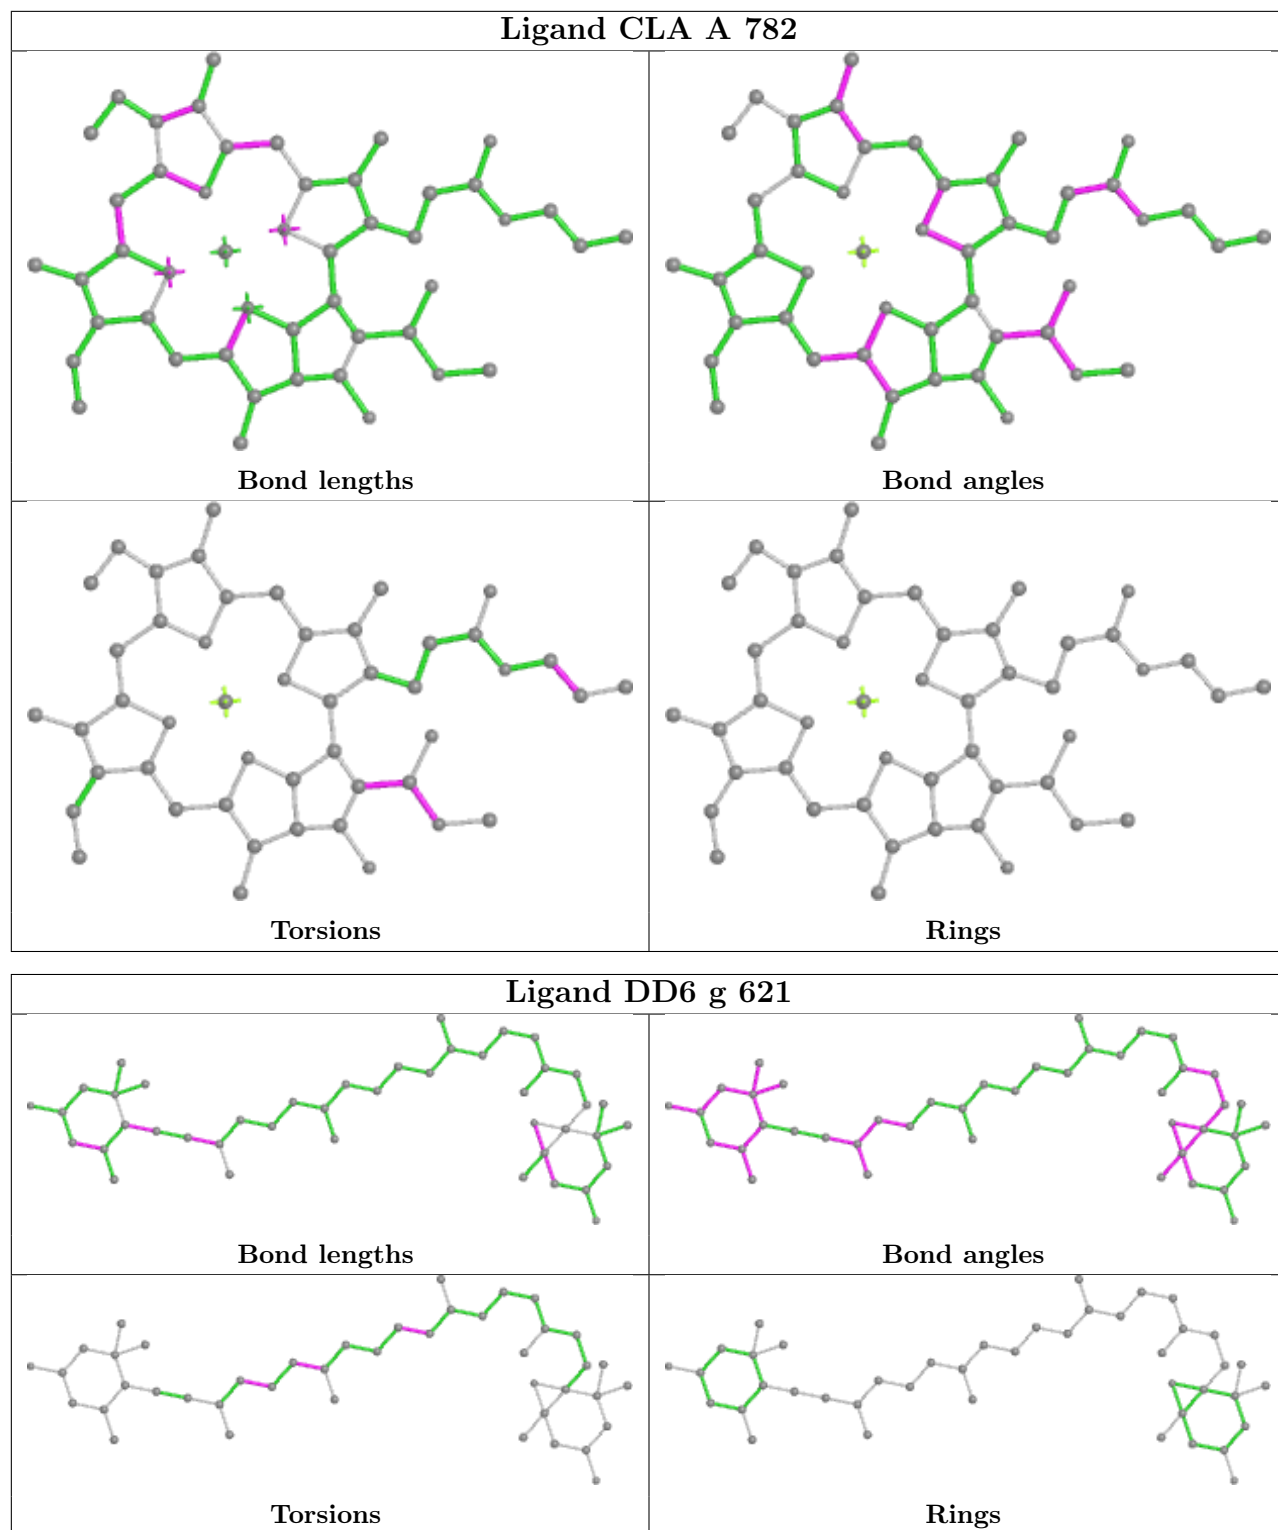 Ligand CLA A 782
Bond lengths
Bond angles
Torsions
Rings
Ligand DD6 g 621
Bond lengths
Bond angles
Torsions
Rings